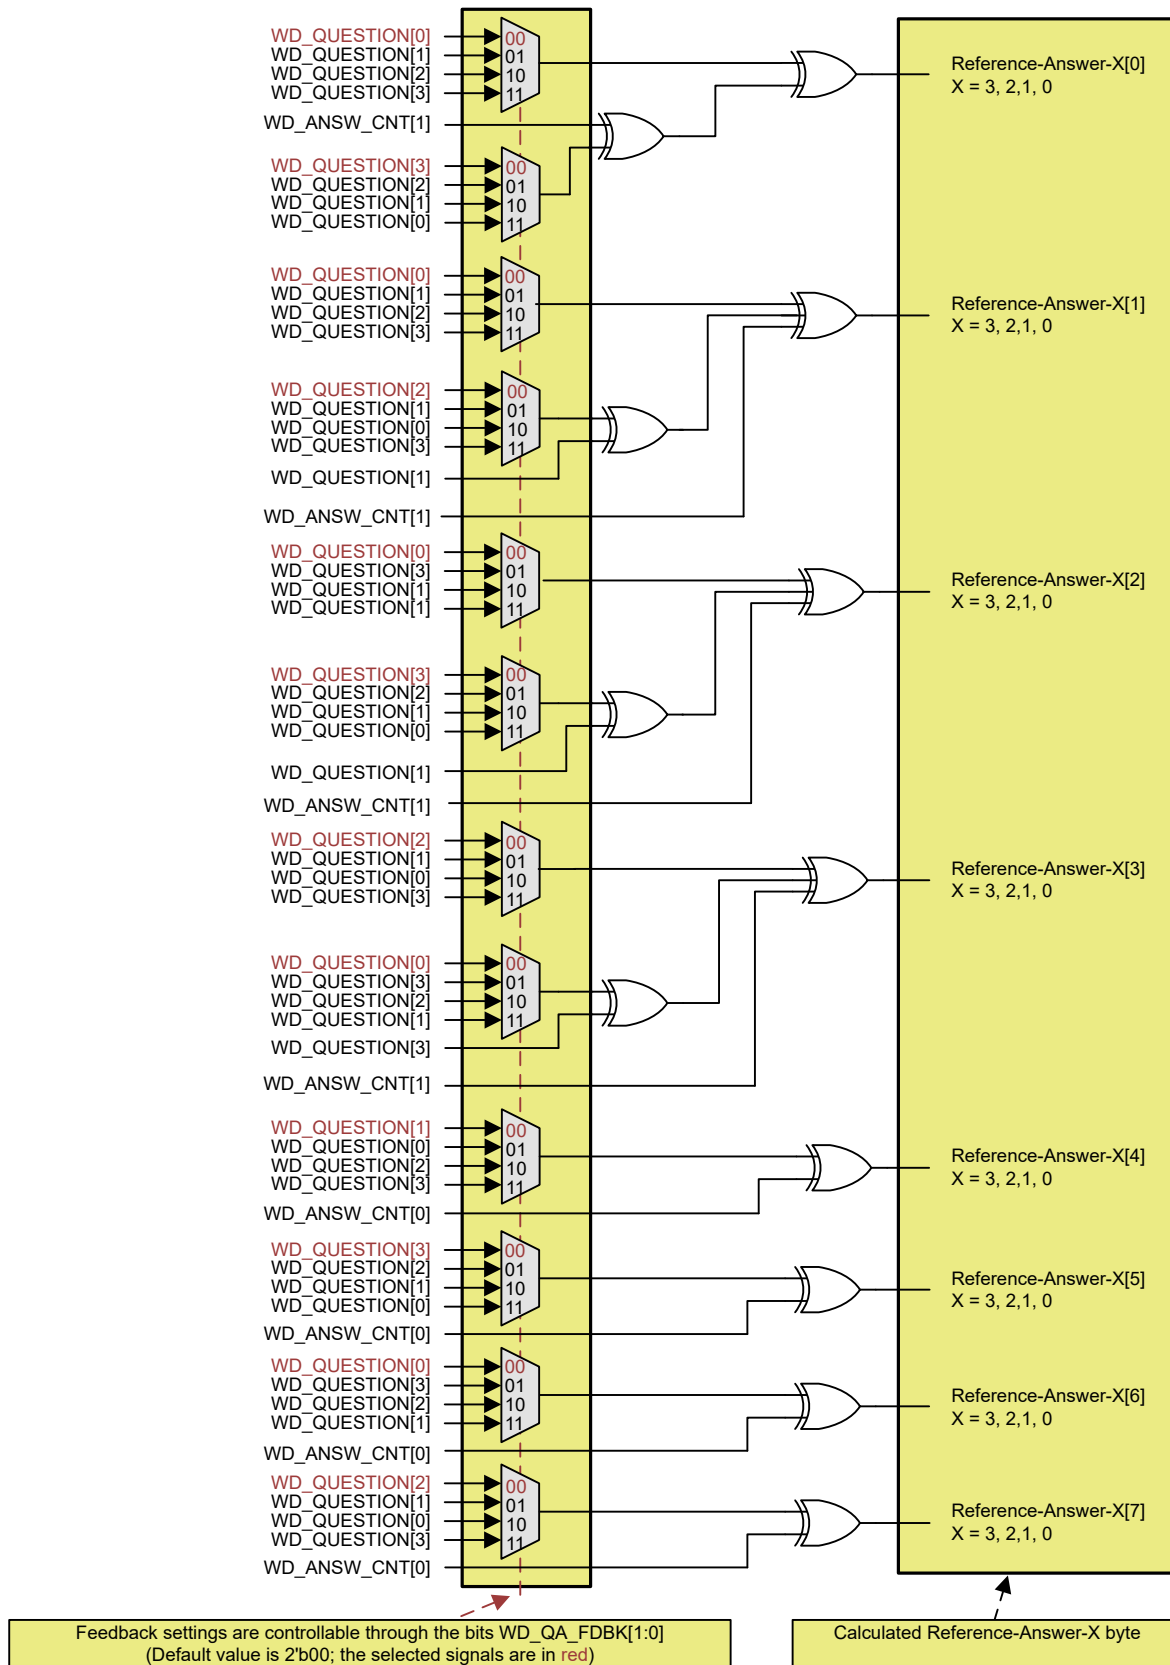 WD_QUESTION[0]
00
WD_QUESTION[1]
01
WD_QUESTION[2]
10
WD_QUESTION[3]
11
Reference-Answer-X[0]
X = 3, 2,1, 0
WD_ANSW_CNT[1]
WD_QUESTION[3]
00
WD_QUESTION[2]
01
WD_QUESTION[1]
10
WD_QUESTION[0]
11
WD_QUESTION[0]
00
WD_QUESTION[1]
01
WD_QUESTION[2]
10
WD_QUESTION[3]
11
Reference-Answer-X[1]
X = 3, 2,1, 0
WD_QUESTION[2]
00
WD_QUESTION[1]
01
WD_QUESTION[0]
10
WD_QUESTION[3]
11
WD_QUESTION[1]
WD_ANSW_CNT[1]
WD_QUESTION[0]
00
WD_QUESTION[3]
01
WD_QUESTION[1]
10
WD_QUESTION[1]
11
Reference-Answer-X[2]
X = 3, 2,1, 0
WD_QUESTION[3]
00
WD_QUESTION[2]
01
WD_QUESTION[1]
10
WD_QUESTION[0]
11
WD_QUESTION[1]
WD_ANSW_CNT[1]
WD_QUESTION[2]
00
WD_QUESTION[1]
01
WD_QUESTION[0]
10
WD_QUESTION[3]
11
Reference-Answer-X[3]
X = 3, 2,1, 0
WD_QUESTION[0]
00
WD_QUESTION[3]
01
WD_QUESTION[2]
10
WD_QUESTION[1]
11
WD_QUESTION[3]
WD_ANSW_CNT[1]
WD_QUESTION[1]
00
WD_QUESTION[0]
01
WD_QUESTION[2]
10
WD_QUESTION[3]
11
Reference-Answer-X[4]
X = 3, 2,1, 0
WD_ANSW_CNT[0]
WD_QUESTION[3]
00
WD_QUESTION[2]
01
WD_QUESTION[1]
10
WD_QUESTION[0]
11
Reference-Answer-X[5]
X = 3, 2,1, 0
WD_ANSW_CNT[0]
WD_QUESTION[0]
00
WD_QUESTION[3]
01
WD_QUESTION[2]
10
WD_QUESTION[1]
11
Reference-Answer-X[6]
X = 3, 2,1, 0
WD_ANSW_CNT[0]
WD_QUESTION[2]
00
WD_QUESTION[1]
01
WD_QUESTION[0]
10
WD_QUESTION[3]
11
Reference-Answer-X[7]
X = 3, 2,1, 0
WD_ANSW_CNT[0]
Feedback settings are controllable through the bits WD_QA_FDBK[1:0]
(Default value is 2'b00; the selected signals are in red)
Calculated Reference-Answer-X byte